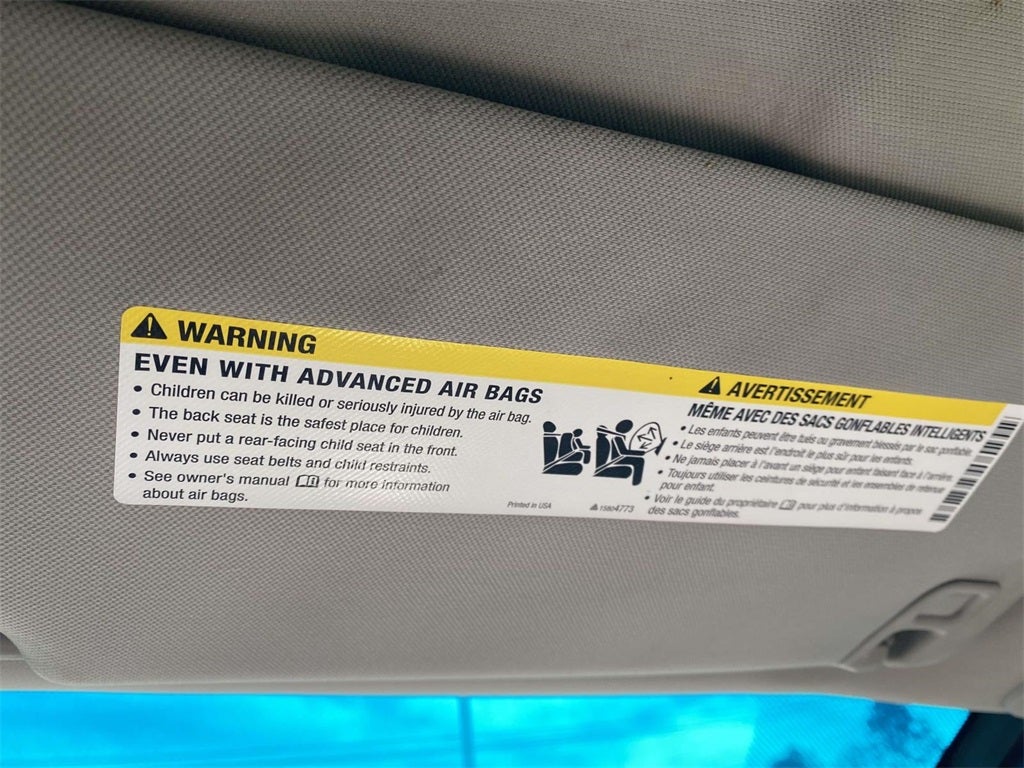 WARNING
EVEN WITH ADVANCED AIR BAGS
• Children can be killed or seriously injured by the air bag.
• The back seat is the safest place for children.
• Never put a rear-facing child seat in the front.
• Always use seat belts and child restraints.
• See owner's manual for more information
about air bags.
Printed in USA
15804773
AVERTISSEMENT
MÊME AVEC DES SACS GONFLABLES INTELLIGENTS
• Les enfants peuvent être tués ou gravement blessés par le sac gonflable.
• Le siège arrière est l'endroit le plus sûr pour les enfants.
• Ne jamais placer à l'avant un siège pour enfant faisant face à l'arrière.
• Toujours utiliser les ceintures de sécurité et les ensembles de retenue
pour enfant.
• Voir le guide du propriétaire pour plus d'information à propos
des sacs gonflables.